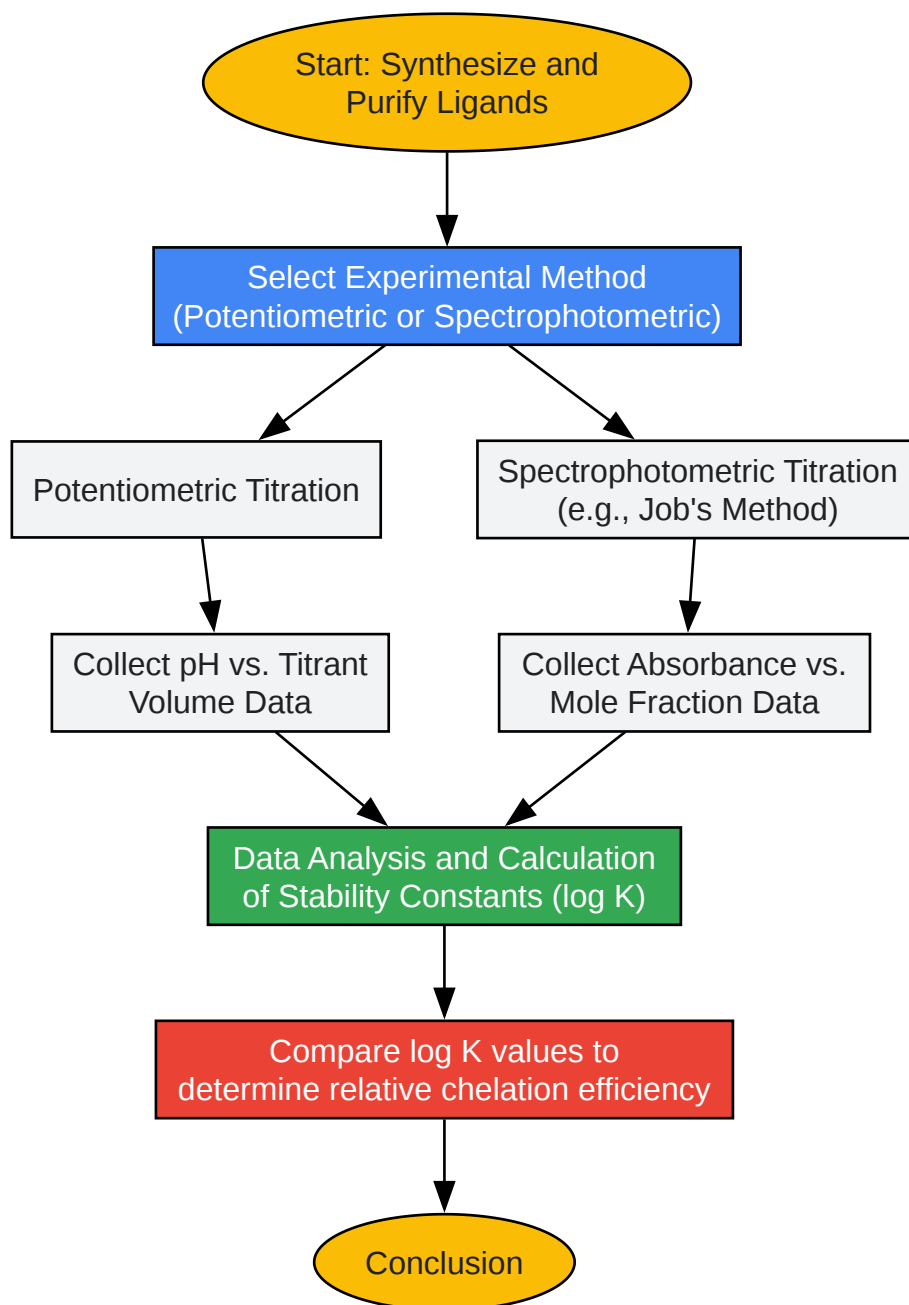 Start: Synthesize and
Purify Ligands
Select Experimental Method
(Potentiometric or Spectrophotometric)
Potentiometric Titration
Spectrophotometric Titration
(e.g., Job's Method)
Collect pH vs. Titrant
Volume Data
Collect Absorbance vs.
Mole Fraction Data
Data Analysis and Calculation
of Stability Constants (log K)
Compare log K values to
determine relative chelation efficiency
Conclusion